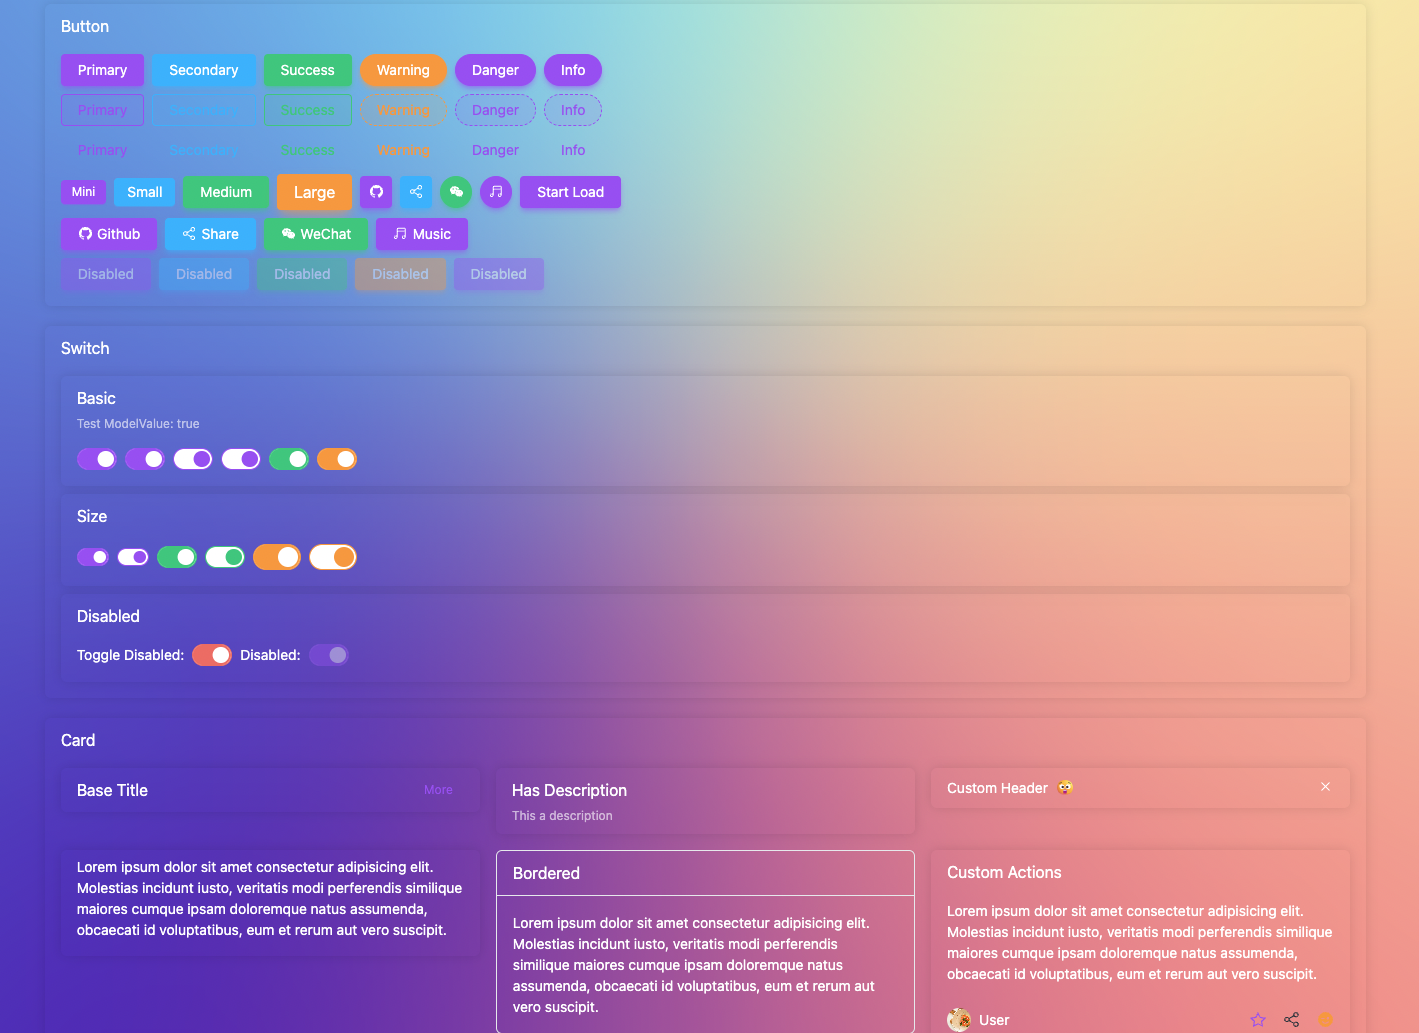 Button
Primary Secondary Success Warning Danger Info
Primary Secondary Success Warning Danger Info
Primary Secondary Success Warning Danger Info
Mini Small Medium Large Start Load
Github Share WeChat Music
Disabled Disabled Disabled Disabled Disabled
Switch
Basic
Test ModelValue: true
Size
Disabled
Toggle Disabled: Disabled:
Card
Base Title More
Has Description
This a description
Custom Header
Lorem ipsum dolor sit amet consectetur adipisicing elit.
Molestias incidunt iusto, veritatis modi perferendis similique
maiores cumque ipsam doloremque natus assumenda,
obcaecati id voluptatibus, eum et rerum aut vero suscipit.
Bordered
Lorem ipsum dolor sit amet consectetur adipisicing elit.
Molestias incidunt iusto, veritatis modi perferendis
similique maiores cumque ipsam doloremque natus
assumenda, obcaecati id voluptatibus, eum et rerum aut
vero suscipit.
Custom Actions
Lorem ipsum dolor sit amet consectetur adipisicing elit.
Molestias incidunt iusto, veritatis modi perferendis similique
maiores cumque ipsam doloremque natus assumenda,
obcaecati id voluptatibus, eum et rerum aut vero suscipit.
User